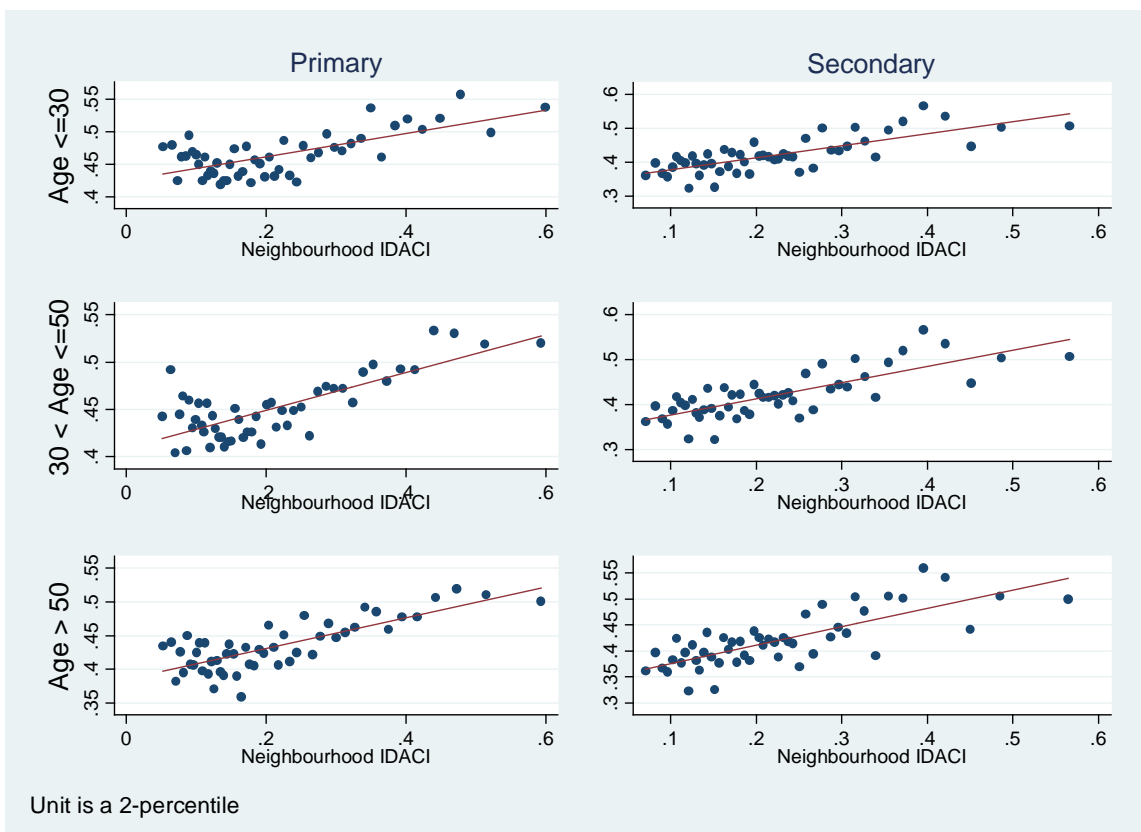 Primary
Secondary
Age <=30
.4 .45 .5 .55
0 .2 .4 .6
Neighbourhood IDACI
.3 .4 .5 .6
.1 .2 .3 .4 .5 .6
Neighbourhood IDACI
30 < Age <=50
.4 .45 .5 .55
0 .2 .4 .6
Neighbourhood IDACI
.3 .4 .5 .6
.1 .2 .3 .4 .5 .6
Neighbourhood IDACI
Age > 50
.35 .4 .45 .5 .55
0 .2 .4 .6
Neighbourhood IDACI
.3 .35 .4 .45 .5 .55
.1 .2 .3 .4 .5 .6
Neighbourhood IDACI
Unit is a 2-percentile